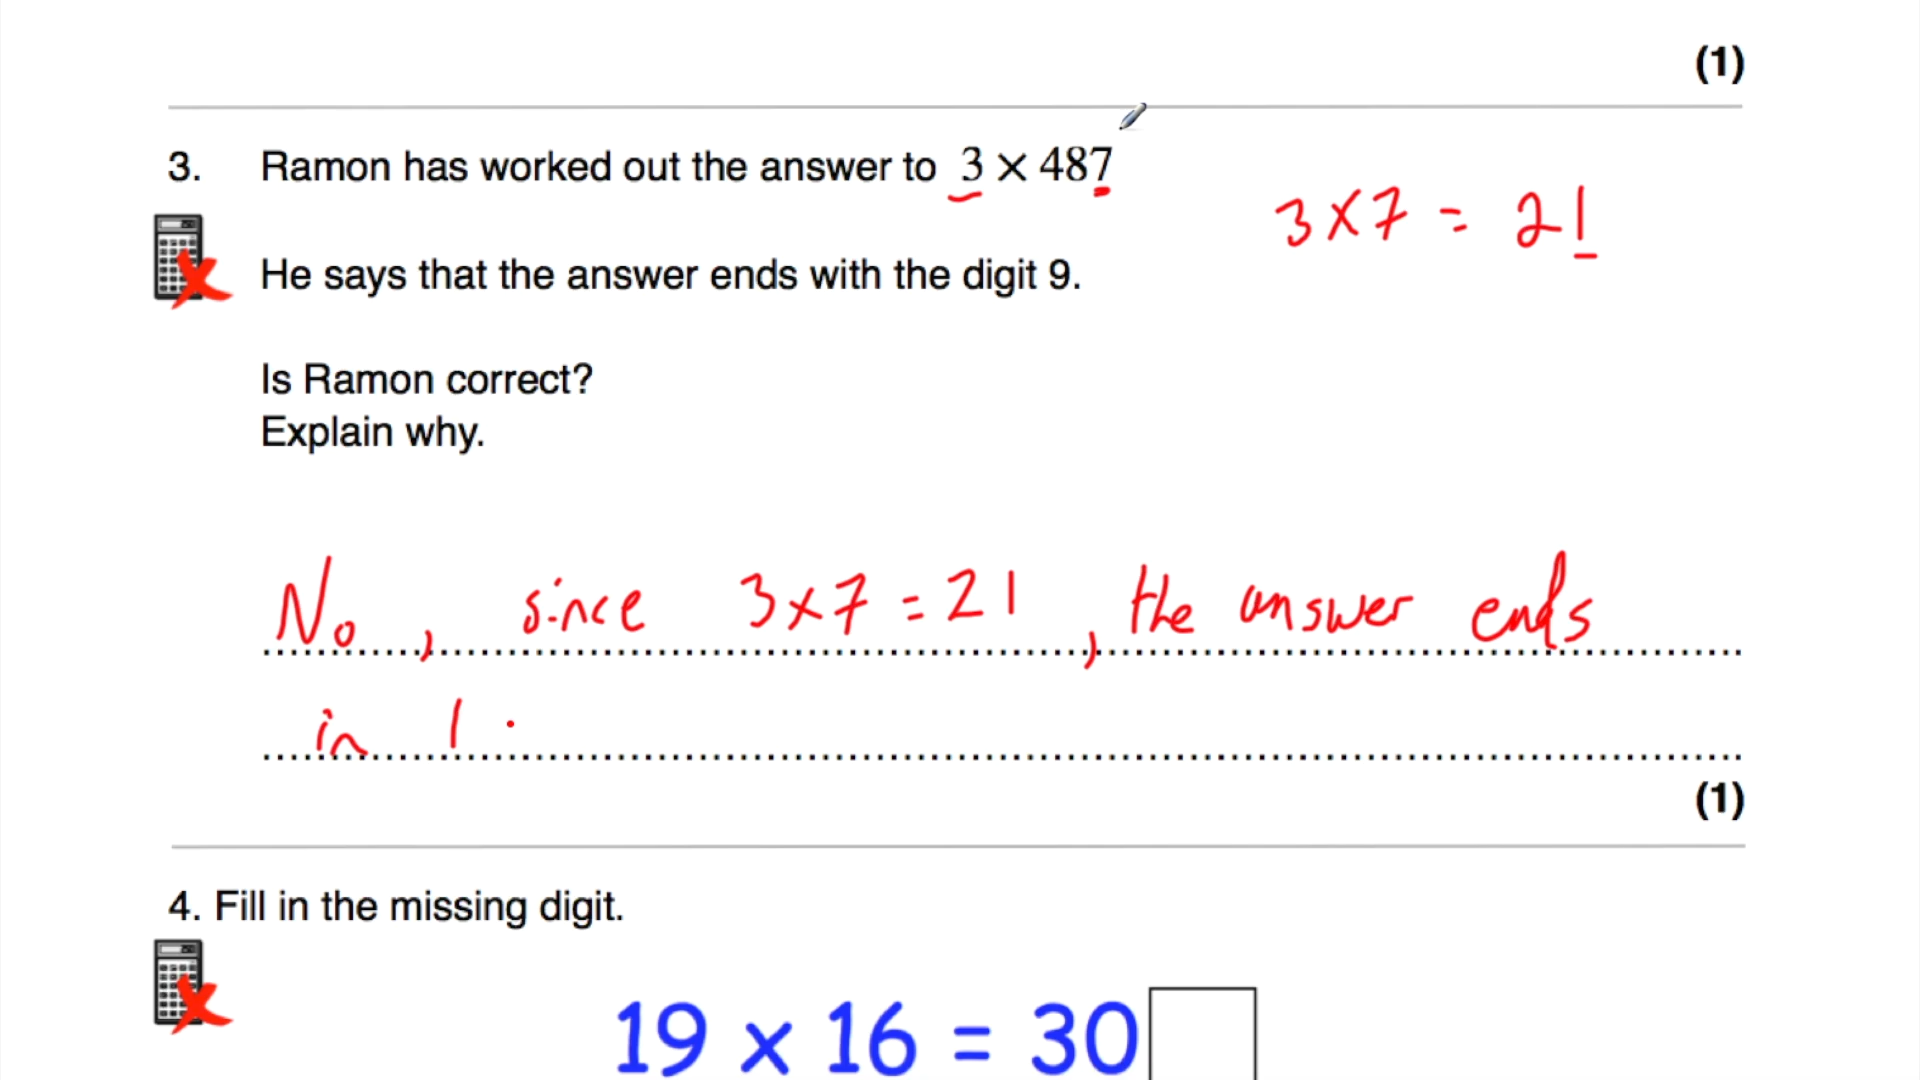 (1)
3. Ramon has worked out the answer to 3 × 487
3 x 7 = 21
He says that the answer ends with the digit 9.
Is Ramon correct?
Explain why.
No, since 3 x 7 = 21, the answer ends
in 1.
(1)
4. Fill in the missing digit.
19 x 16 = 30